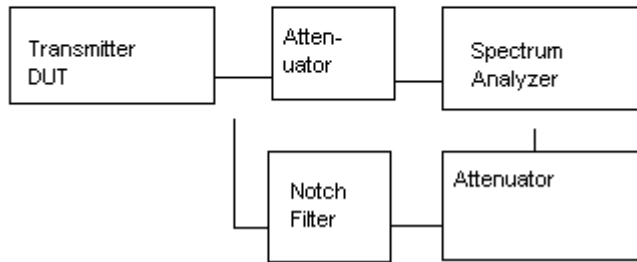 Transmitter
DUT
Atten-
uator
Spectrum
Analyzer
Notch
Filter
Attenuator